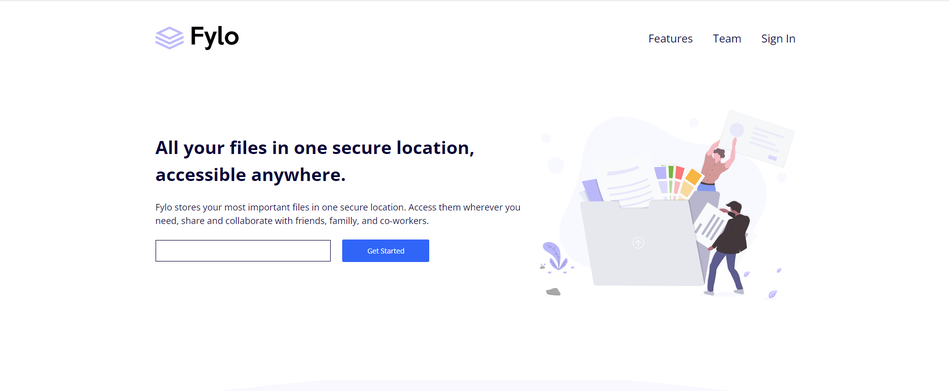 Fylo
Features Team Sign In
All your files in one secure location,
accessible anywhere.
Fylo stores your most important files in one secure location. Access them wherever you
need, share and collaborate with friends, familly, and co-workers.
Get Started